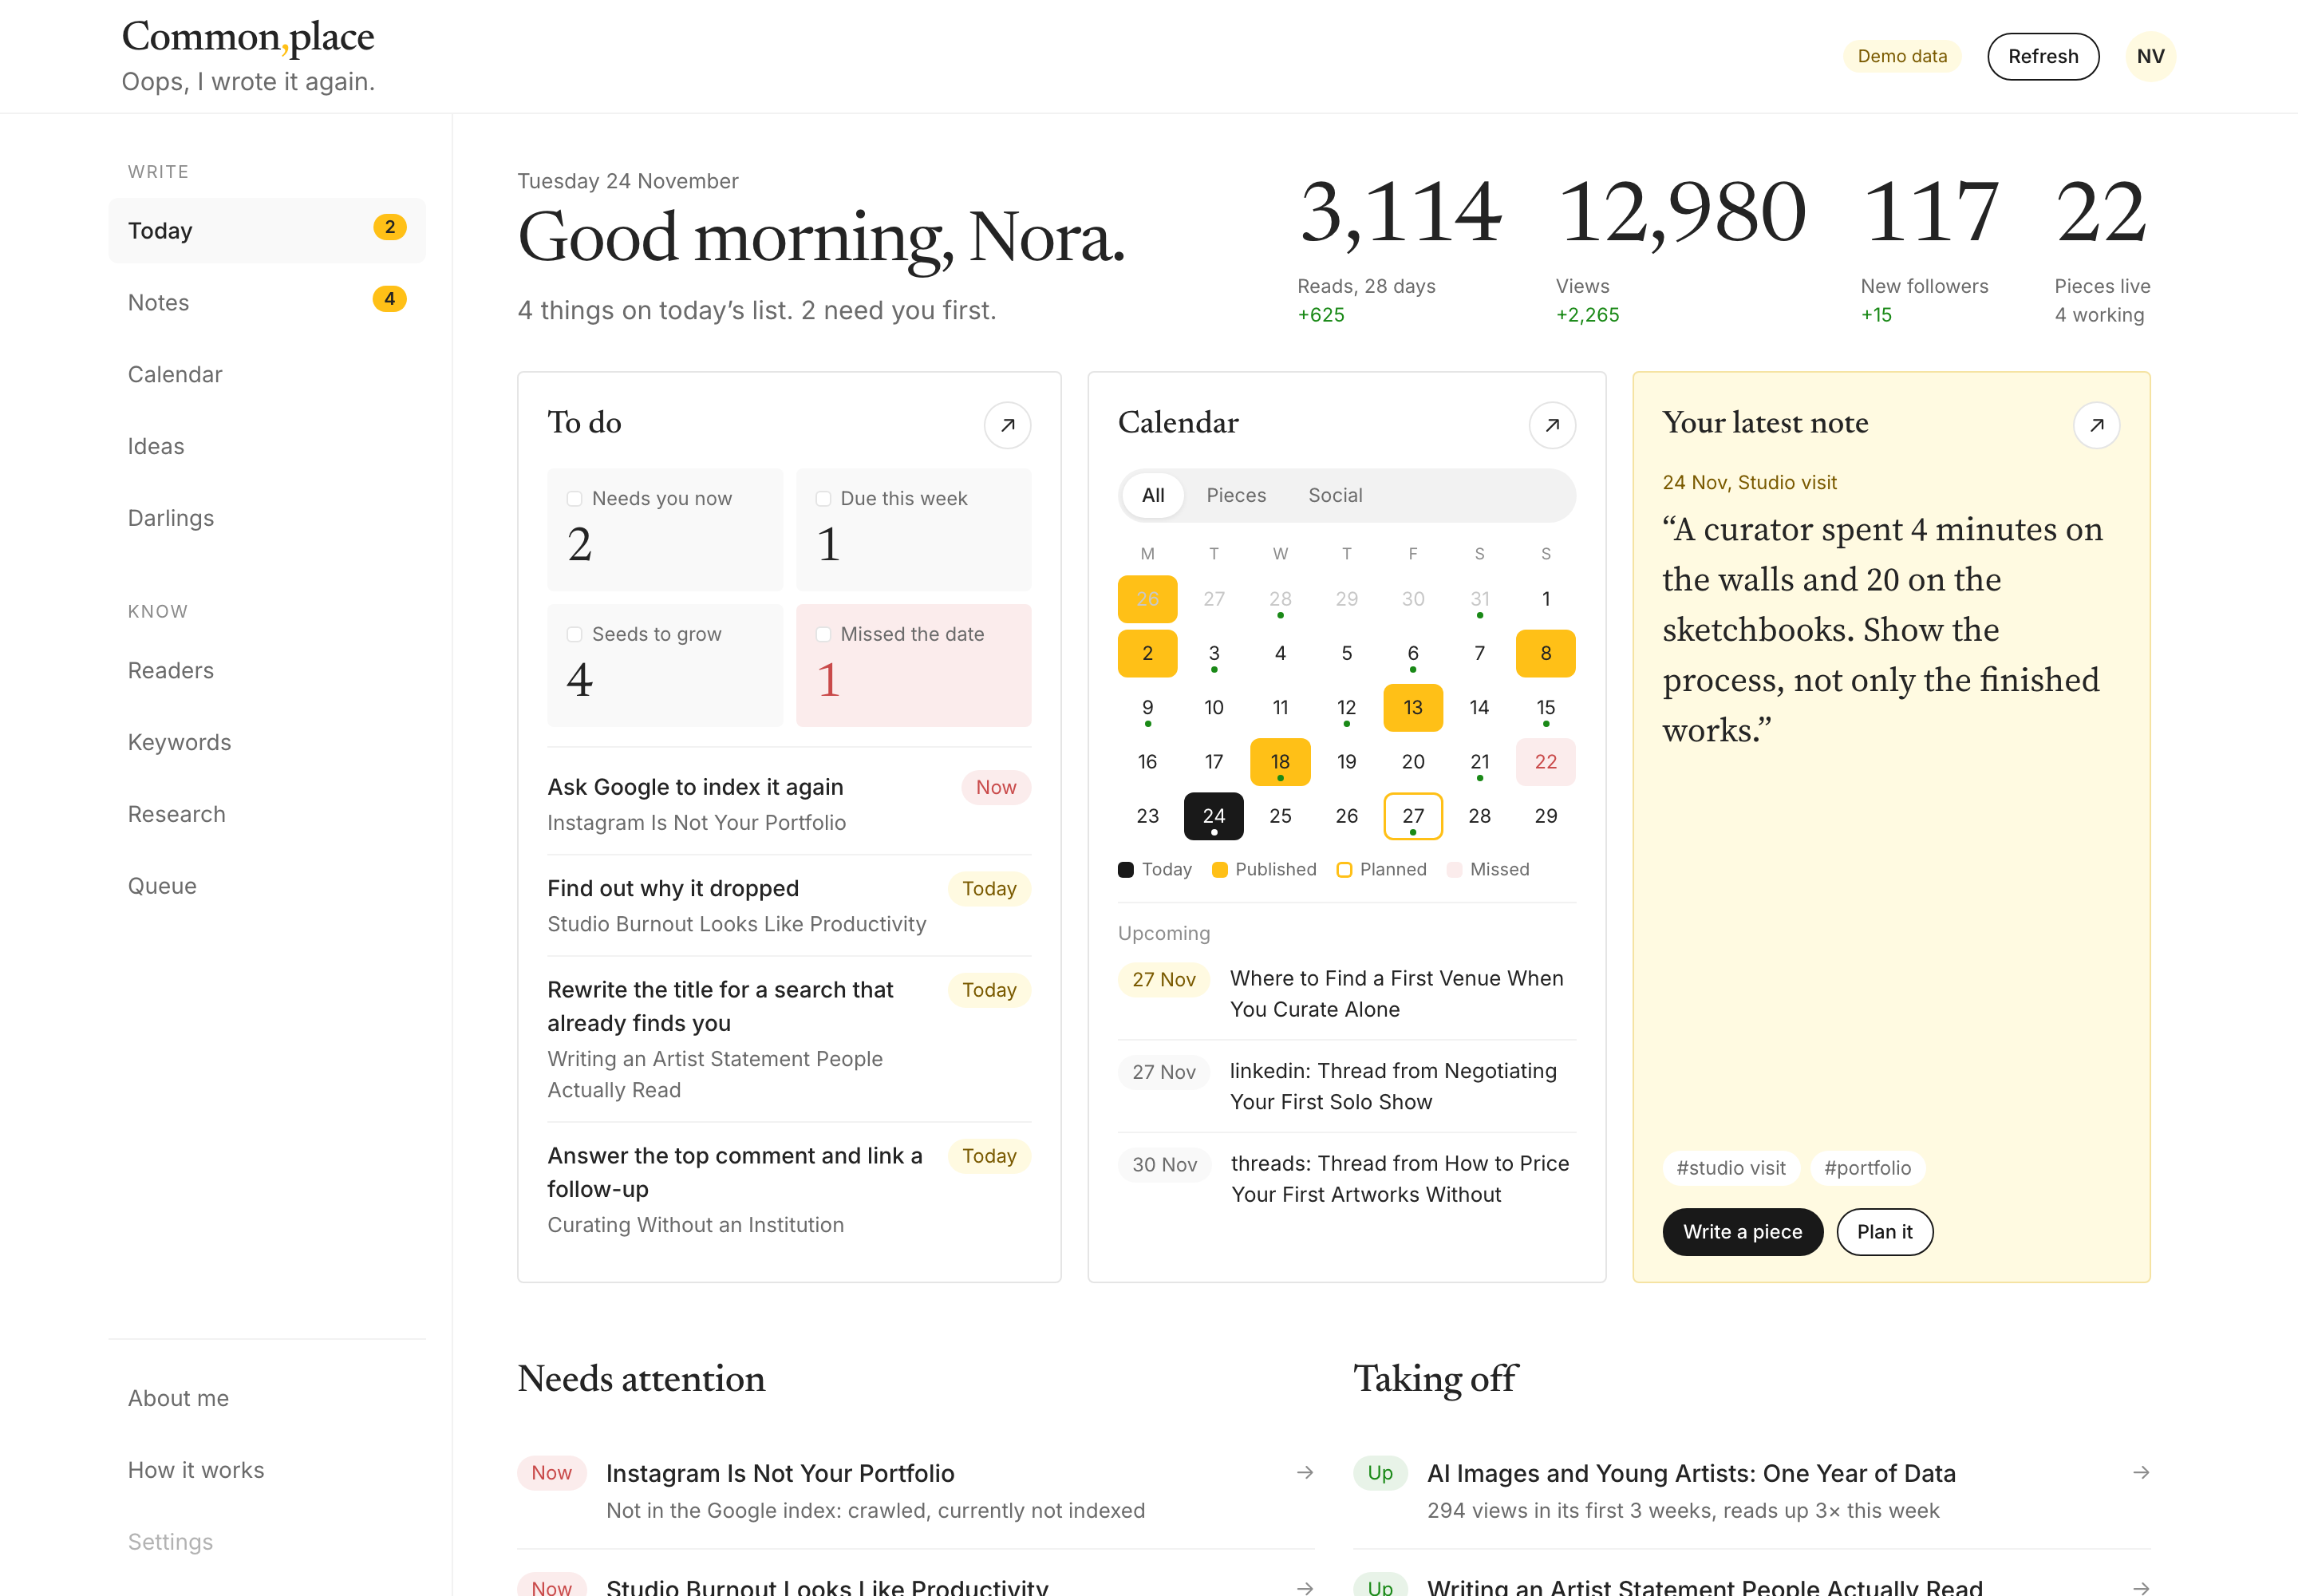 Common,place
Oops, I wrote it again.
Demo data
Refresh
NV
WRITE
Today
2
Notes
4
Calendar
Ideas
Darlings
KNOW
Readers
Keywords
Research
Queue
About me
How it works
Settings
Tuesday 24 November
Good morning, Nora.
4 things on today’s list. 2 need you first.
3,114
Reads, 28 days
+625
12,980
Views
+2,265
117
New followers
+15
22
Pieces live
4 working
To do
Needs you now
2
Due this week
1
Seeds to grow
4
Missed the date
1
Ask Google to index it again
Now
Instagram Is Not Your Portfolio
Find out why it dropped
Today
Studio Burnout Looks Like Productivity
Rewrite the title for a search that
already finds you
Today
Writing an Artist Statement People
Actually Read
Answer the top comment and link a
follow-up
Today
Curating Without an Institution
Calendar
All Pieces Social
M T W T F S S
26 27 28 29 30 31 1
2 3 4 5 6 7 8
9 10 11 12 13 14 15
16 17 18 19 20 21 22
23 24 25 26 27 28 29
Today Published Planned Missed
Upcoming
27 Nov
Where to Find a First Venue When
You Curate Alone
27 Nov
linkedin: Thread from Negotiating
Your First Solo Show
30 Nov
threads: Thread from How to Price
Your First Artworks Without
Your latest note
24 Nov, Studio visit
“A curator spent 4 minutes on
the walls and 20 on the
sketchbooks. Show the
process, not only the finished
works.”
#studio visit #portfolio
Write a piece
Plan it
Needs attention
Now
Instagram Is Not Your Portfolio
Not in the Google index: crawled, currently not indexed
Now
Studio Burnout Looks Like Productivity
Taking off
Up
AI Images and Young Artists: One Year of Data
294 views in its first 3 weeks, reads up 3× this week
Up
Writing an Artist Statement People Actually Read